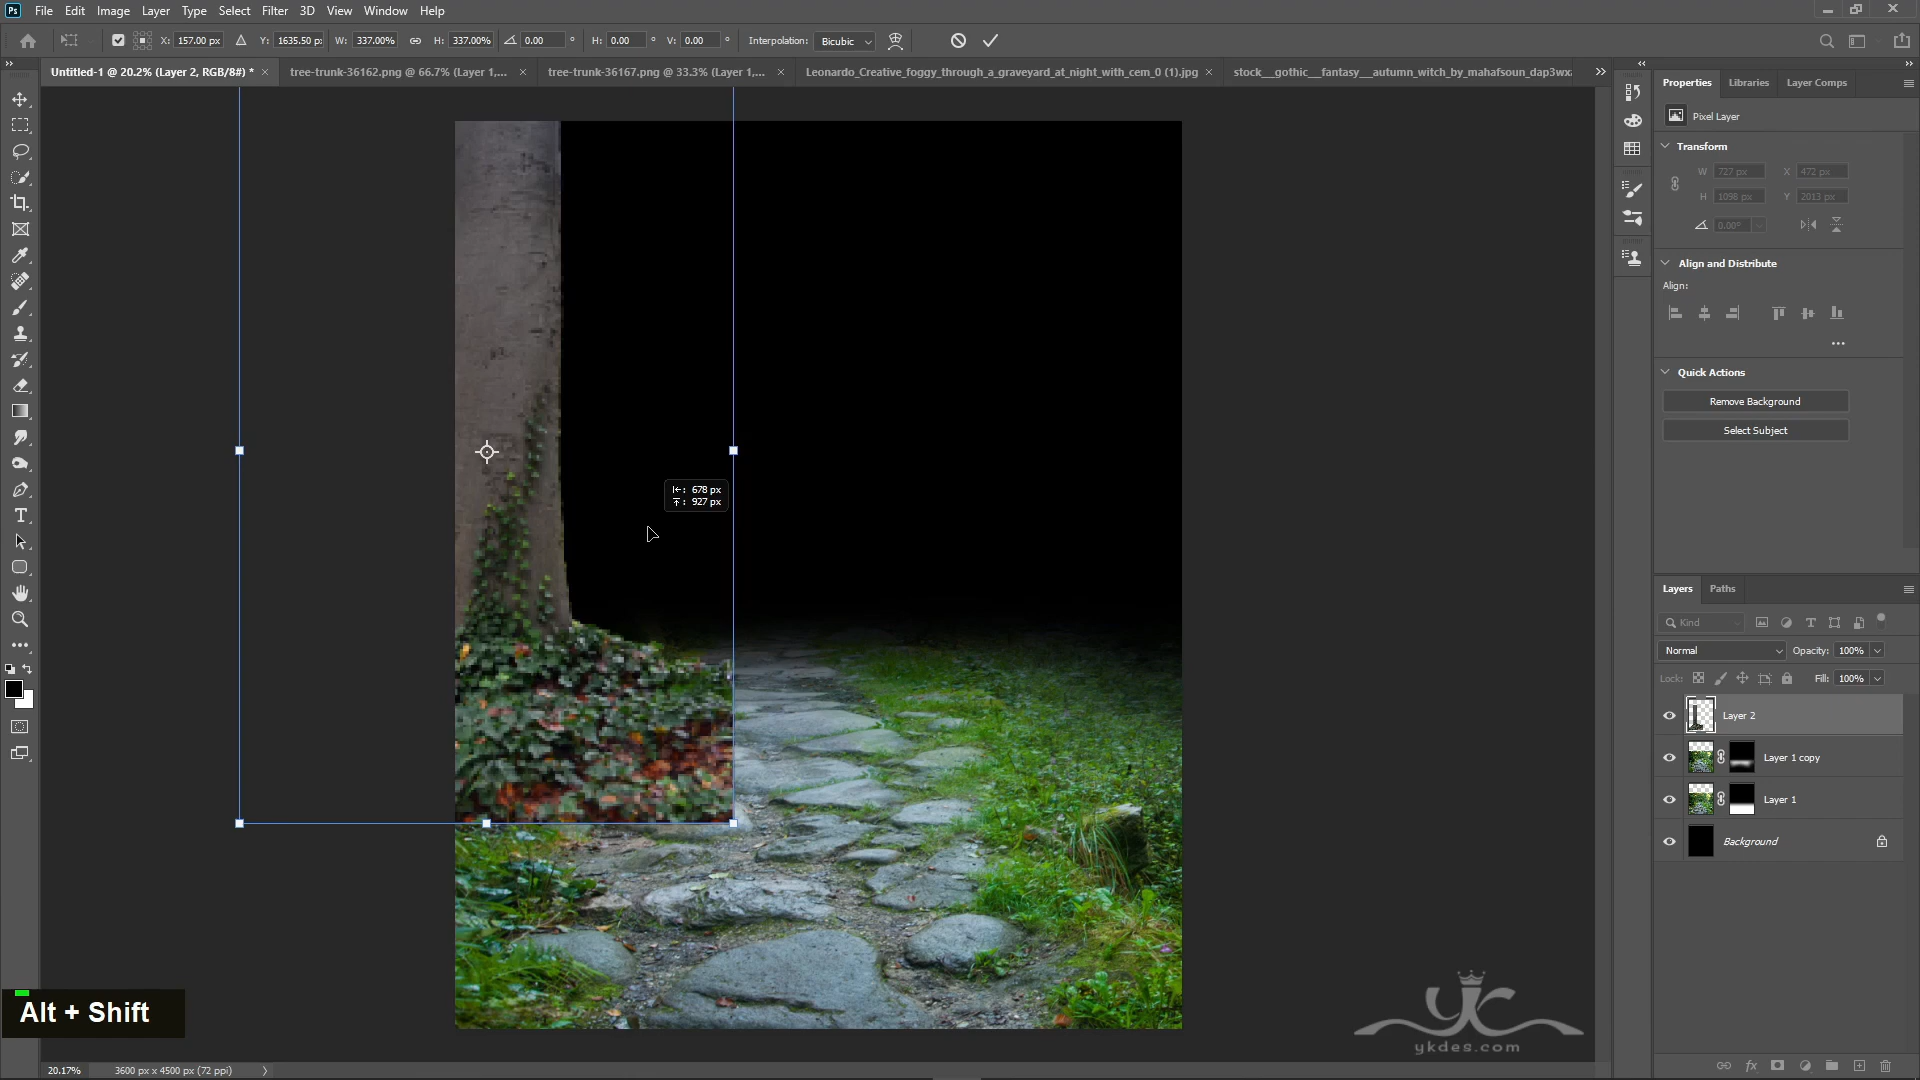 Ps File Edit Image Layer Type Select Filter 3D View Window Help
X: 157.00 px Y: 1635.50 px W: 337.00% H: 337.00% 0.00 ° H: 0.00 ° V: 0.00 ° Interpolation: Bicubic
Untitled-1 @ 20.2% (Layer 2, RGB/8#) * × tree-trunk-36162.png @ 66.7% (Layer 1,... × tree-trunk-36167.png @ 33.3% (Layer 1,... × Leonardo_Creative_foggy_through_a_graveyard_at_night_with_cem_0 (1).jpg × stock__gothic__fantasy__autumn_witch_by_mahafsoun_dap3wxa
Properties Libraries Layer Comps
Pixel Layer
Transform
W 727 px X 472 px
H 1098 px Y 2013 px
0.00°
Align and Distribute
Align:
Quick Actions
Remove Background
Select Subject
678 px
927 px
Layers Paths
Kind
Normal Opacity: 100%
Lock: Fill: 100%
Layer 2
Layer 1 copy
Layer 1
Background
Alt + Shift
yc
ykdes.com
20.17% 3600 px x 4500 px (72 ppi)